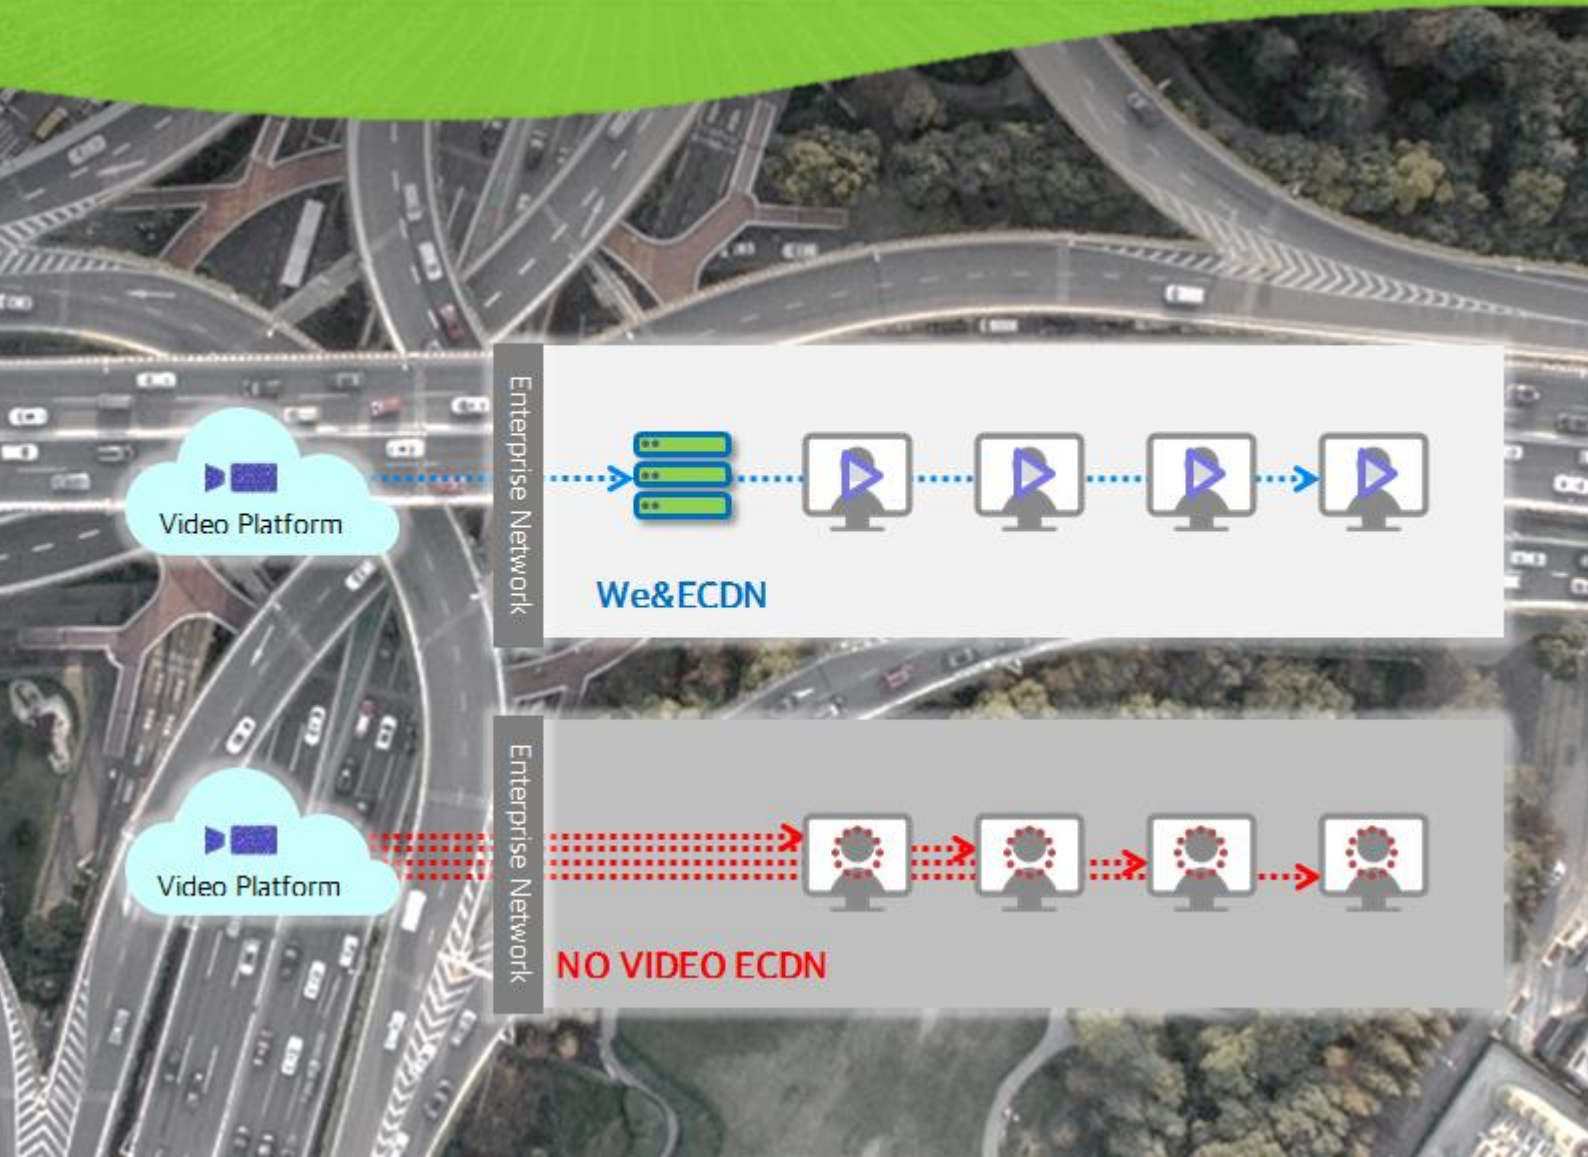 Enterprise Network
Video Platform
We&ECDN
Enterprise Network
Video Platform
NO VIDEO ECDN